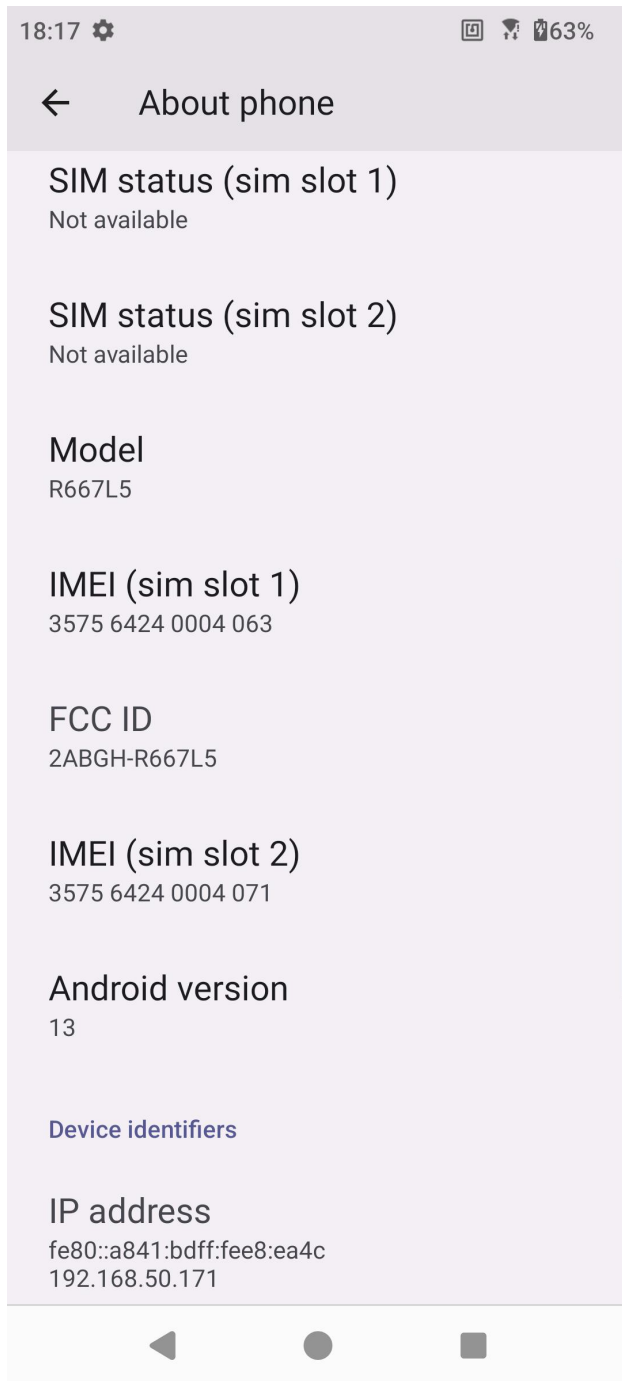 18:17 63%
About phone
SIM status (sim slot 1)
Not available
SIM status (sim slot 2)
Not available
Model
R667L5
IMEI (sim slot 1)
3575 6424 0004 063
FCC ID
2ABGH-R667L5
IMEI (sim slot 2)
3575 6424 0004 071
Android version
13
Device identifiers
IP address
fe80::a841:bdff:fee8:ea4c
192.168.50.171